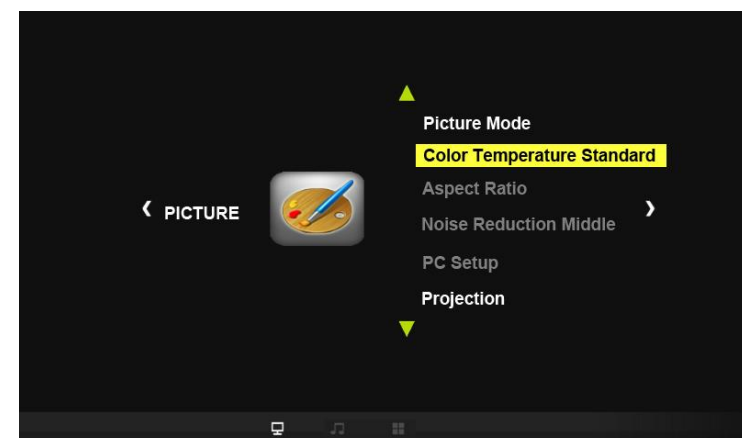 Picture Mode
Color Temperature Standard
Aspect Ratio
PICTURE
Noise Reduction Middle
PC Setup
Projection